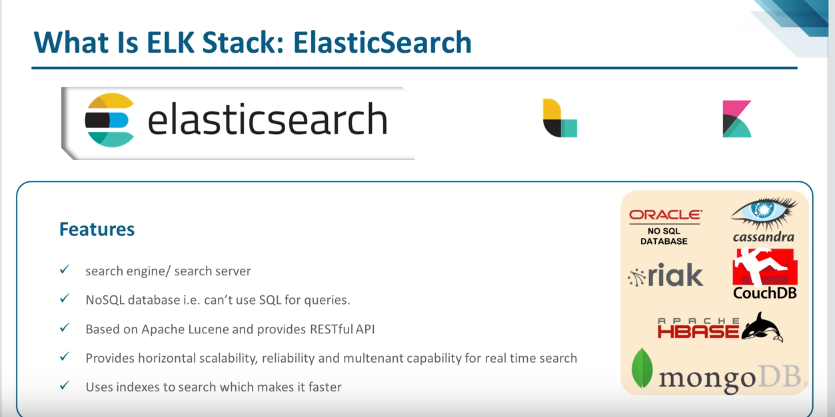 What Is ELK Stack: ElasticSearch
elasticsearch
Features
search engine/ search server
NoSQL database i.e. can't use SQL for queries.
Based on Apache Lucene and provides RESTful API
Provides horizontal scalability, reliability and multenant capability for real time search
Uses indexes to search which makes it faster
ORACLE
NO SQL
DATABASE
cassandra
riak
CouchDB
APACHE
HBASE
mongoDB